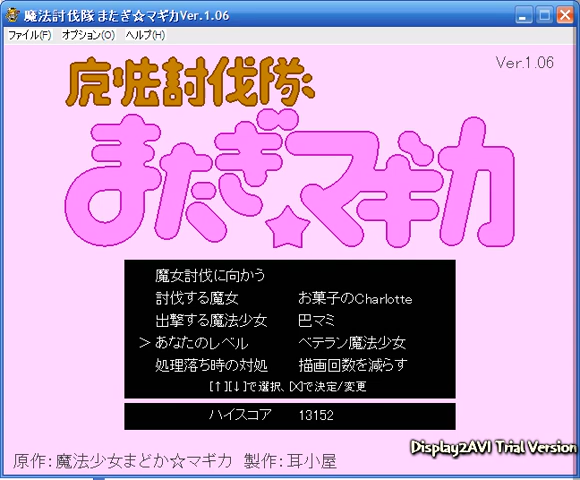 魔法討伐隊 またぎ☆マギカVer.1.06
ファイル(F) オプション(O) ヘルプ(H)
Ver.1.06
魔法討伐隊
またぎ☆マギカ
魔女討伐に向かう
討伐する魔女 お菓子のCharlotte
出撃する魔法少女 巴マミ
>あなたのレベル ベテラン魔法少女
処理落ち時の対処 描画回数を減らす
[↑][↓]で選択、[X]で決定/変更
ハイスコア 13152
Display2AVI Trial Version
原作:魔法少女まどか☆マギカ 製作:耳小屋